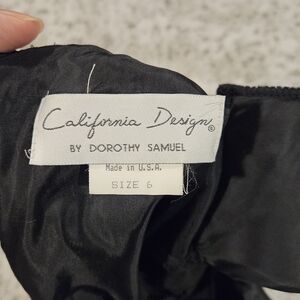 California Design®
BY DOROTHY SAMUEL
Made in U.S.A.
SIZE 6